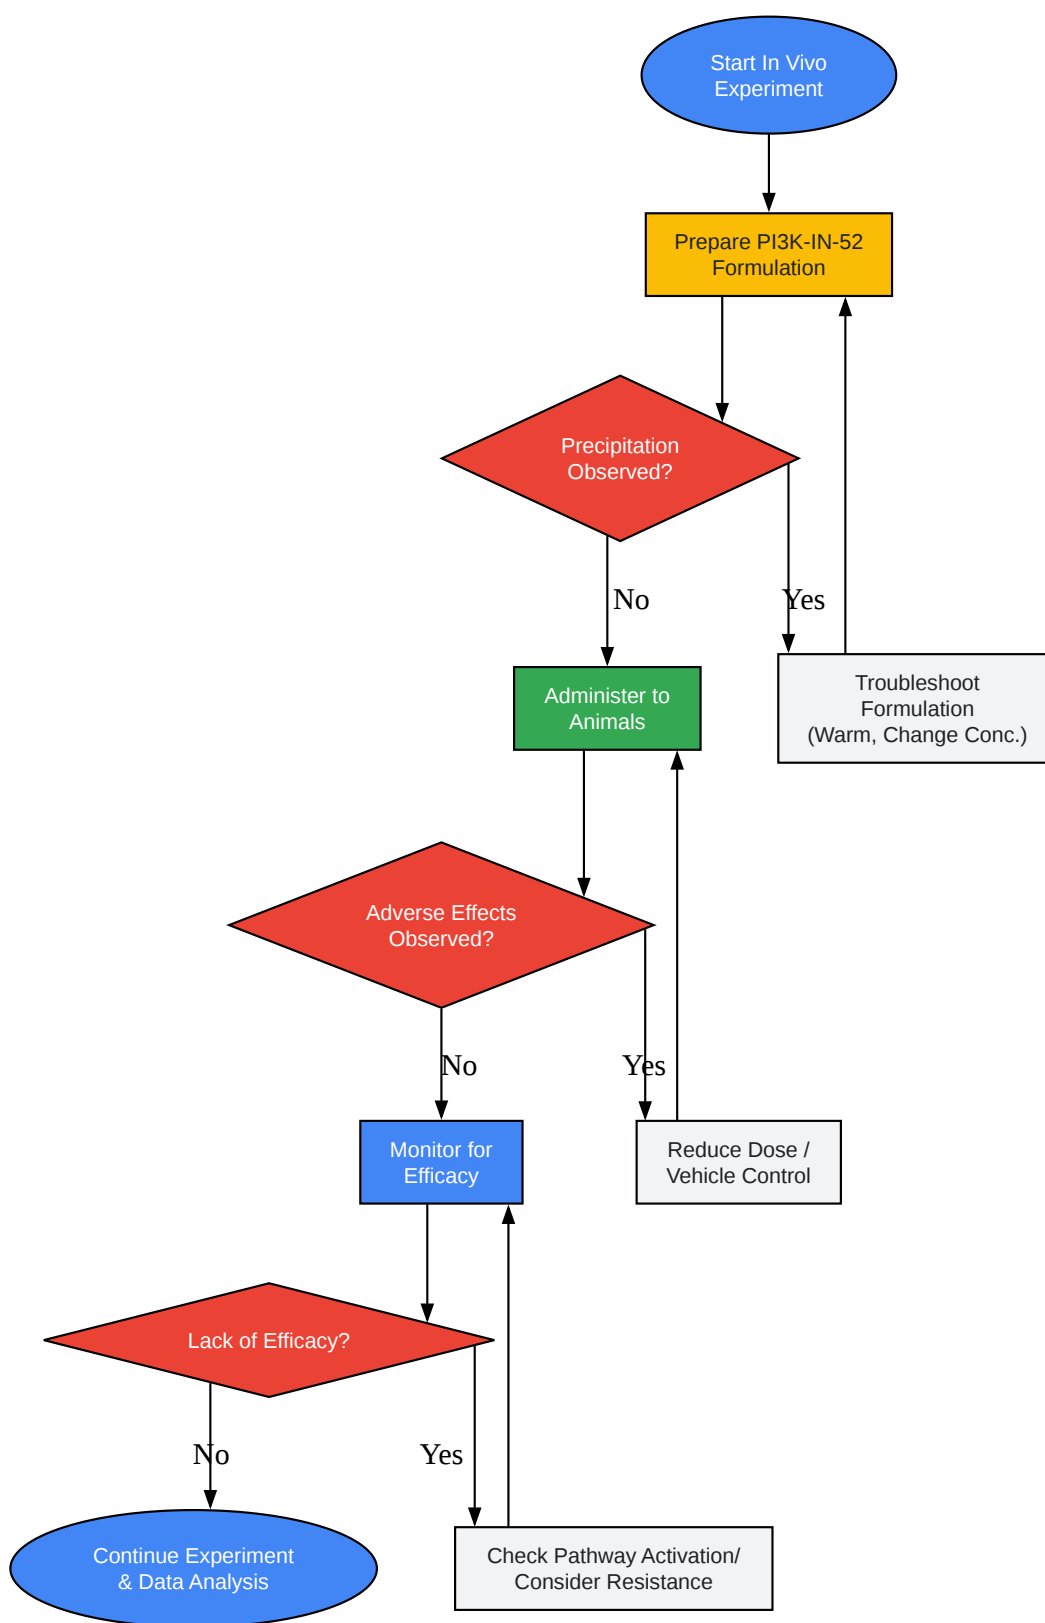 Start In Vivo
Experiment
Prepare PI3K-IN-52
Formulation
Precipitation
Observed?
No
Yes
Troubleshoot
Formulation
(Warm, Change Conc.)
Administer to
Animals
Adverse Effects
Observed?
No
Yes
Monitor for
Efficacy
Reduce Dose /
Vehicle Control
Lack of Efficacy?
No
Yes
Continue Experiment
& Data Analysis
Check Pathway Activation/
Consider Resistance